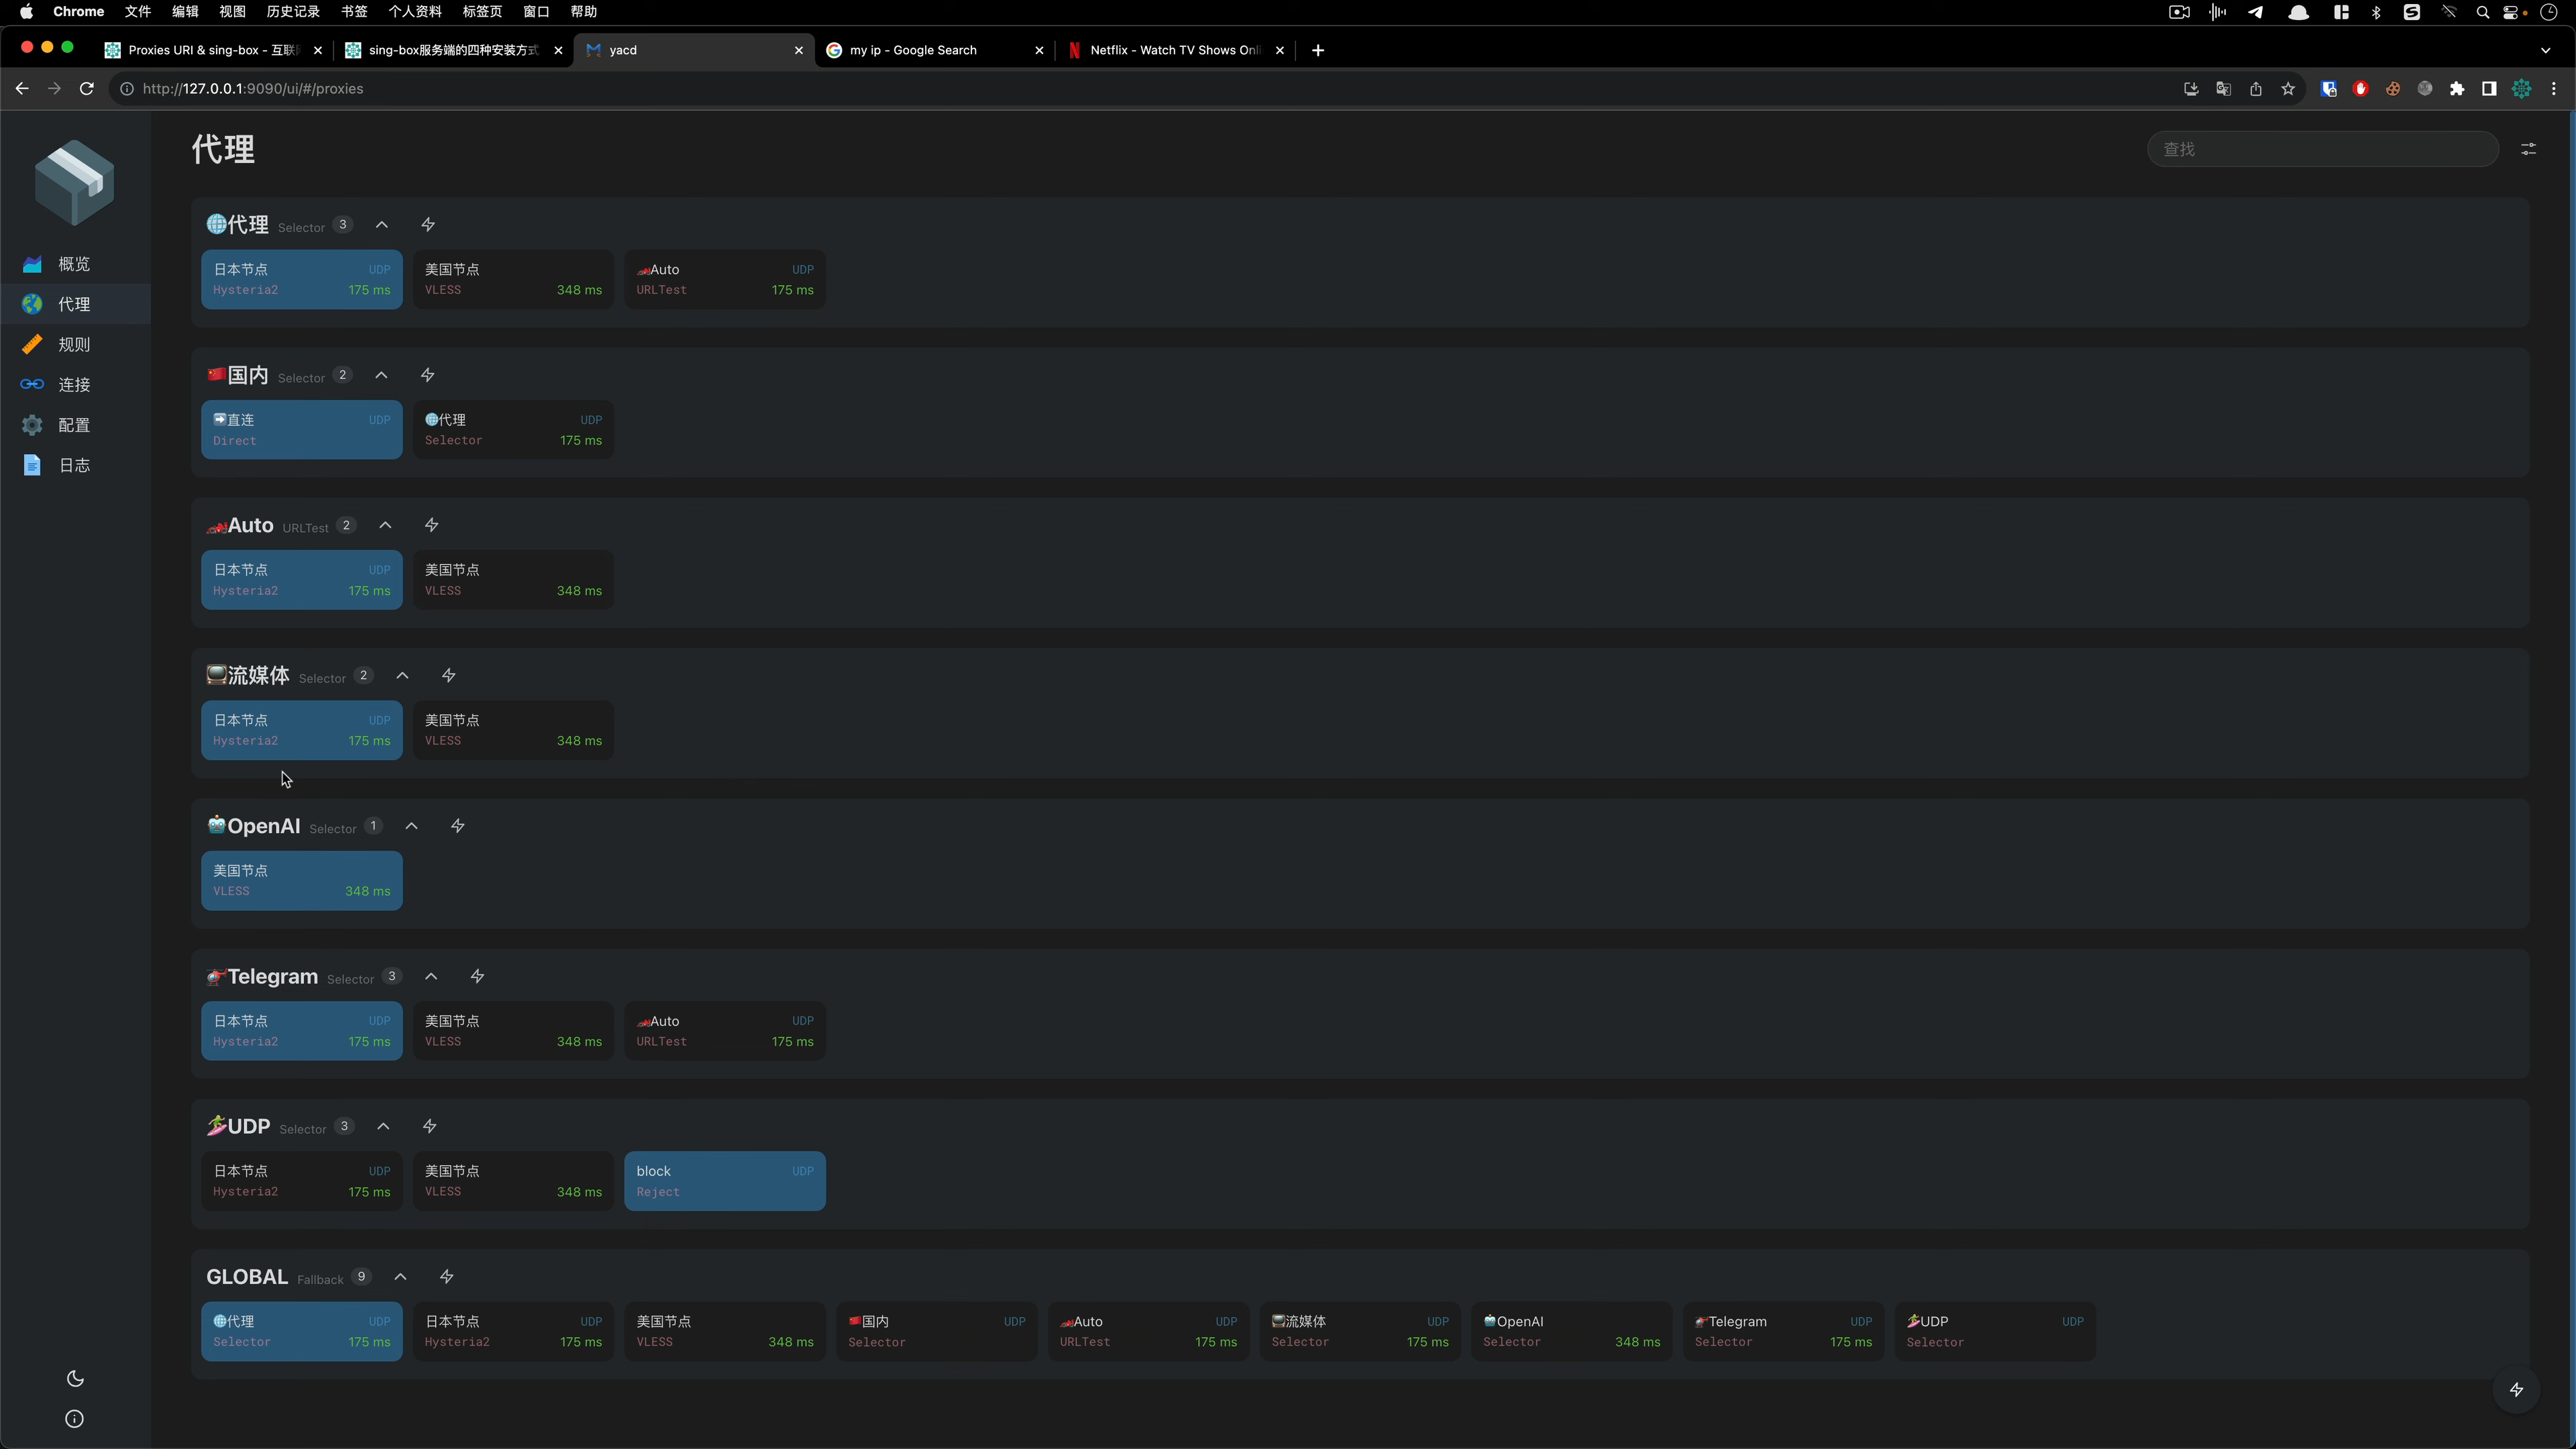 Chrome 文件 编辑 视图 历史记录 书签 个人资料 标签页 窗口 帮助
Proxies URI & sing-box - 互联 sing-box服务端的四种安装方式 yacd my ip - Google Search Netflix - Watch TV Shows Onli
http://127.0.0.1:9090/ui/#/proxies
代理
查找
概览
代理
规则
连接
配置
日志
代理 Selector 3
日本节点 UDP
Hysteria2 175 ms
美国节点
VLESS 348 ms
Auto UDP
URLTest 175 ms
国内 Selector 2
直连 UDP
Direct
代理 UDP
Selector 175 ms
Auto URLTest 2
日本节点 UDP
Hysteria2 175 ms
美国节点
VLESS 348 ms
流媒体 Selector 2
日本节点 UDP
Hysteria2 175 ms
美国节点
VLESS 348 ms
OpenAI Selector 1
美国节点
VLESS 348 ms
Telegram Selector 3
日本节点 UDP
Hysteria2 175 ms
美国节点
VLESS 348 ms
Auto UDP
URLTest 175 ms
UDP Selector 3
日本节点 UDP
Hysteria2 175 ms
美国节点
VLESS 348 ms
block UDP
Reject
GLOBAL Fallback 9
代理 UDP
Selector 175 ms
日本节点 UDP
Hysteria2 175 ms
美国节点
VLESS 348 ms
国内 UDP
Selector
Auto UDP
URLTest 175 ms
流媒体 UDP
Selector 175 ms
OpenAI
Selector 348 ms
Telegram UDP
Selector 175 ms
UDP UDP
Selector